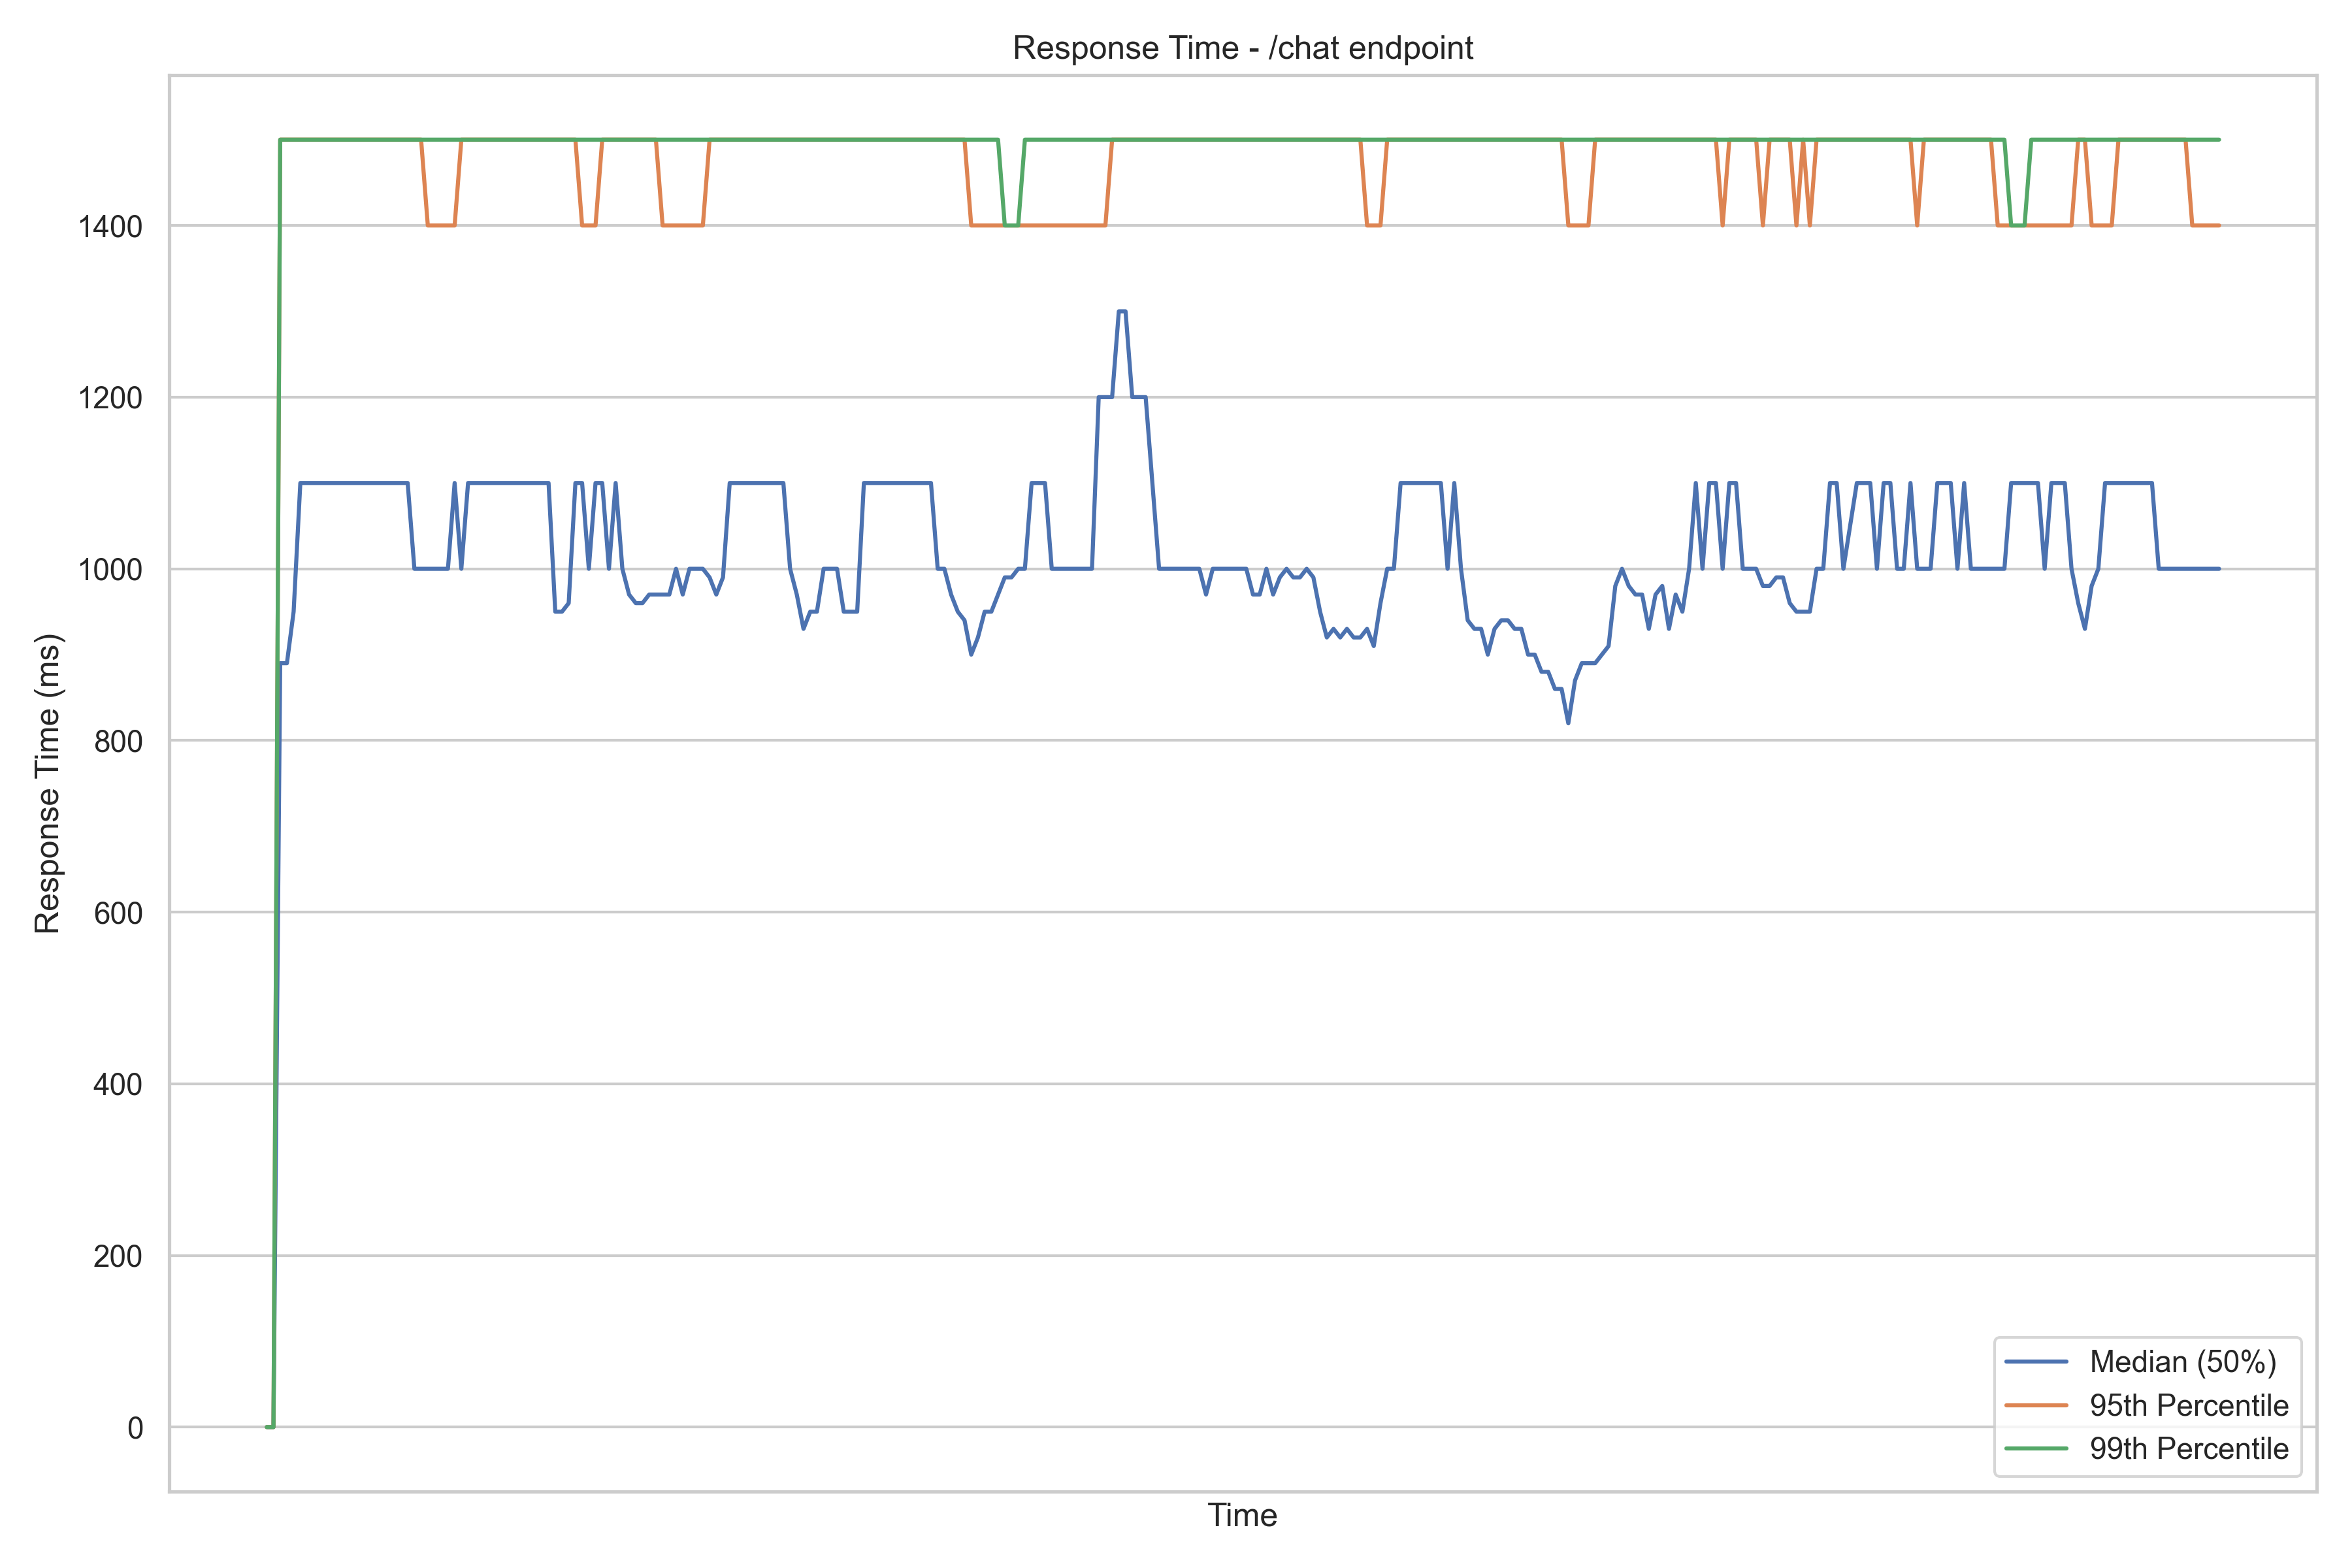 Response Time - /chat endpoint
Response Time (ms)
1400
1200
1000
800
600
400
200
0
Median (50%)
95th Percentile
99th Percentile
Time